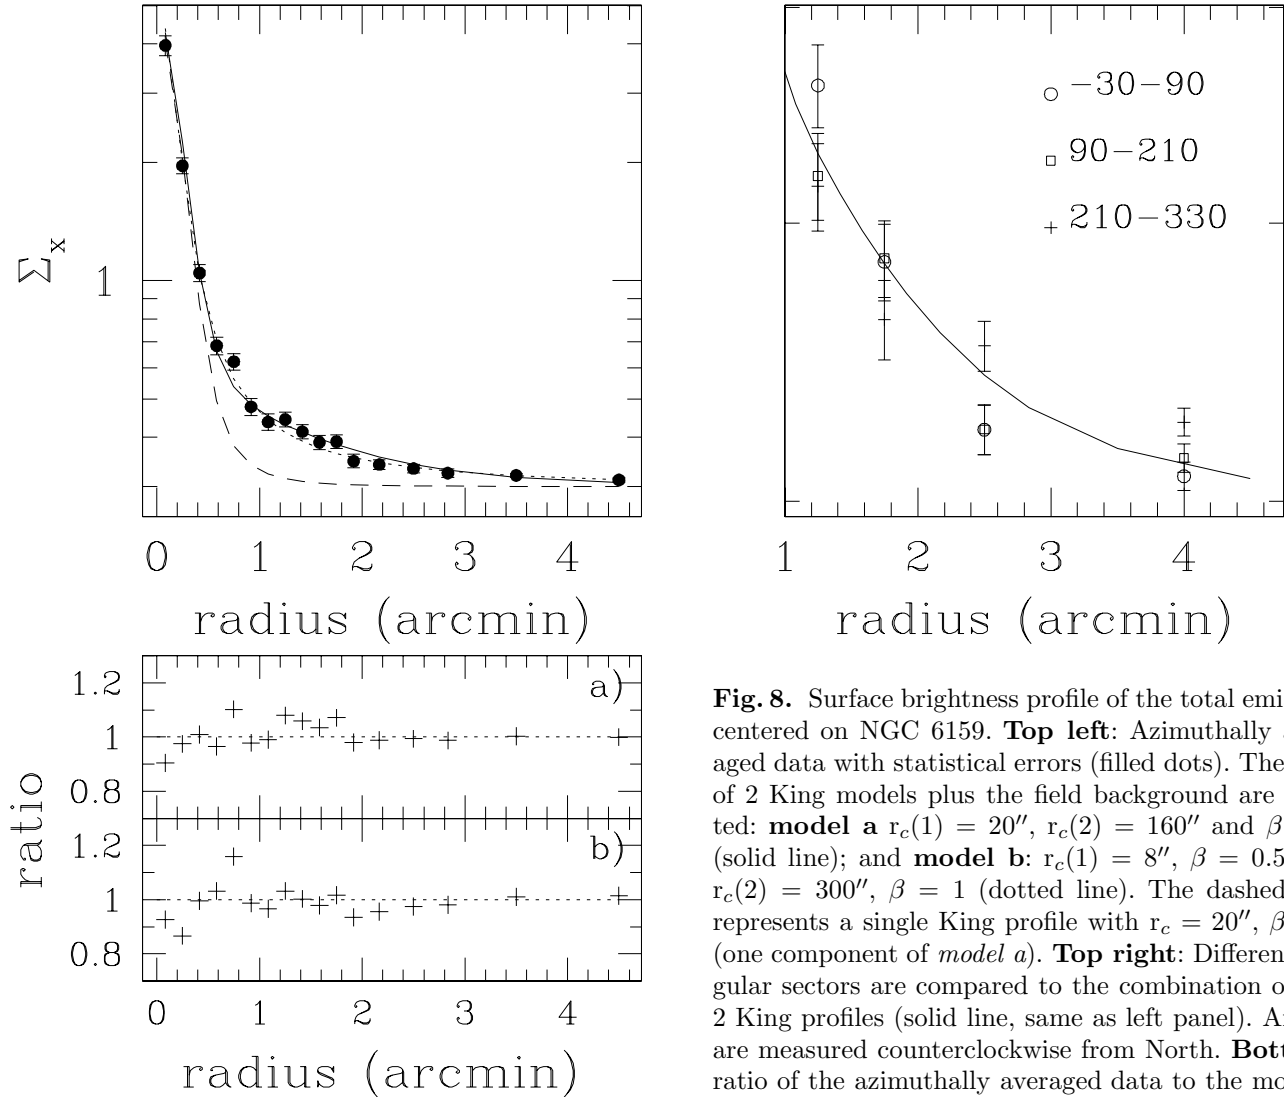 Σx
1
0 1 2 3 4
radius (arcmin)
−30−90
90−210
210−330
1 2 3 4
radius (arcmin)
ratio
1.2
1
0.8
a)
1.2
1
0.8
b)
0 1 2 3 4
radius (arcmin)
Fig. 8. Surface brightness profile of the total emi
centered on NGC 6159. Top left: Azimuthally
aged data with statistical errors (filled dots). The
of 2 King models plus the field background are
ted: model a r_c(1) = 20″, r_c(2) = 160″ and β
(solid line); and model b: r_c(1) = 8″, β = 0.5
r_c(2) = 300″, β = 1 (dotted line). The dashed
represents a single King profile with r_c = 20″, β
(one component of model a). Top right: Differen
gular sectors are compared to the combination o
2 King profiles (solid line, same as left panel). A
are measured counterclockwise from North. Bott
ratio of the azimuthally averaged data to the mo